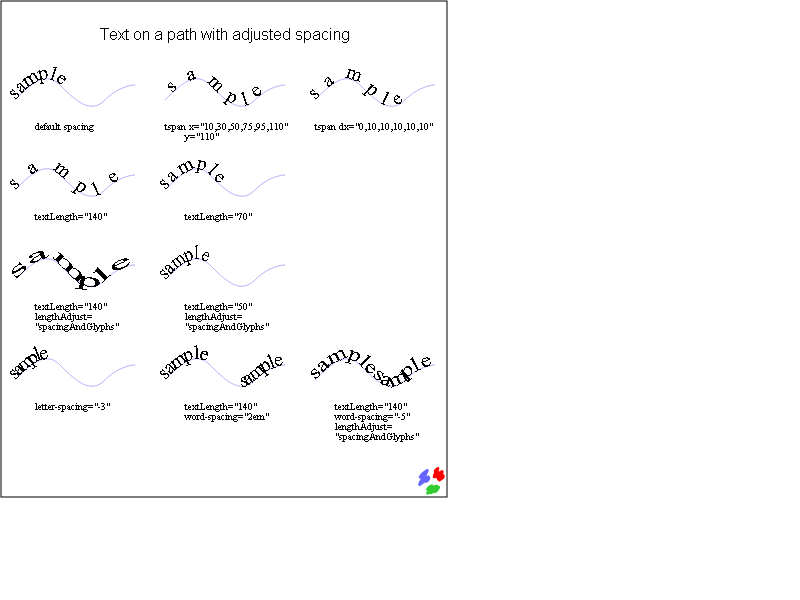 Text on a path with adjusted spacing
sample
sample
sample
default spacing
tspan x="10,30,50,75,95,110"
y="110"
tspan dx="0,10,10,10,10,10"
sample
sample
textLength="140"
textLength="70"
sample
sample
textLength="140"
lengthAdjust=
"spacingAndGlyphs"
textLength="50"
lengthAdjust=
"spacingAndGlyphs"
sample
sample sample
samplesample
letter-spacing="-3"
textLength="140"
word-spacing="2em"
textLength="140"
word-spacing="-5"
lengthAdjust=
"spacingAndGlyphs"